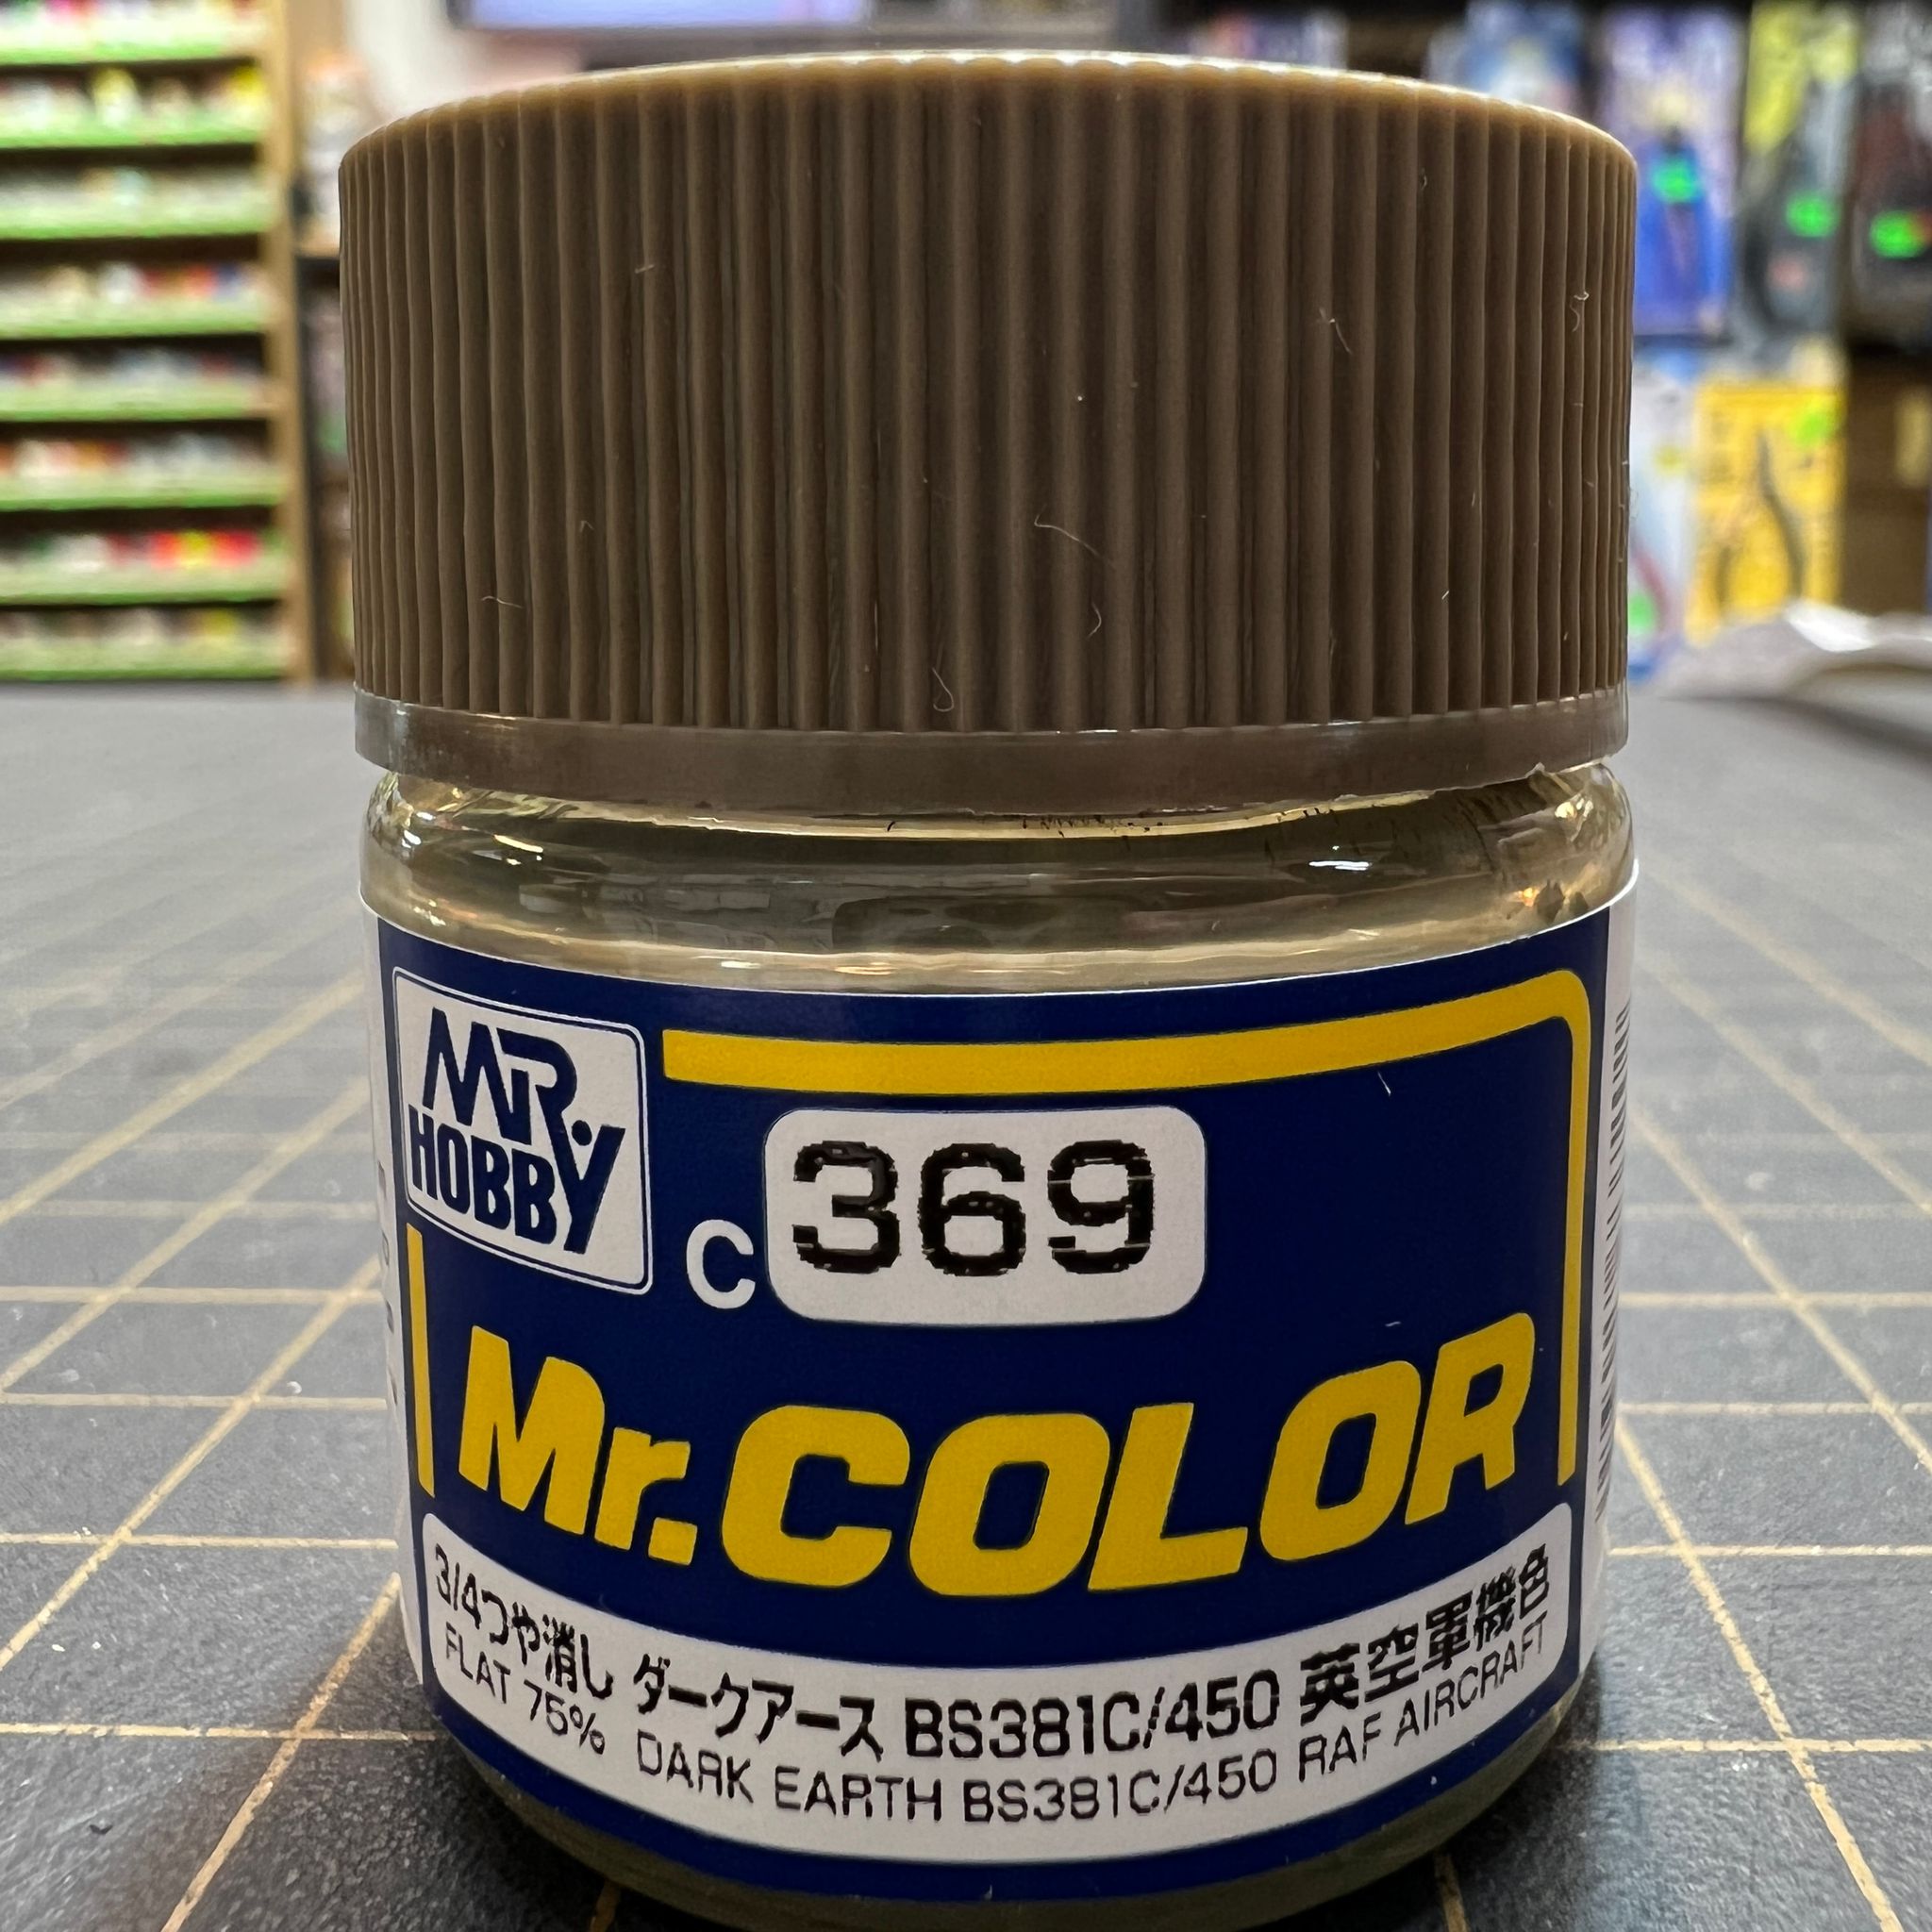 MR.
HOBBY
C 369
Mr.COLOR
3/4つや消し ダークアース BS381C/450 英空軍機色
FLAT 75% DARK EARTH BS381C/450 RAF AIRCRAFT